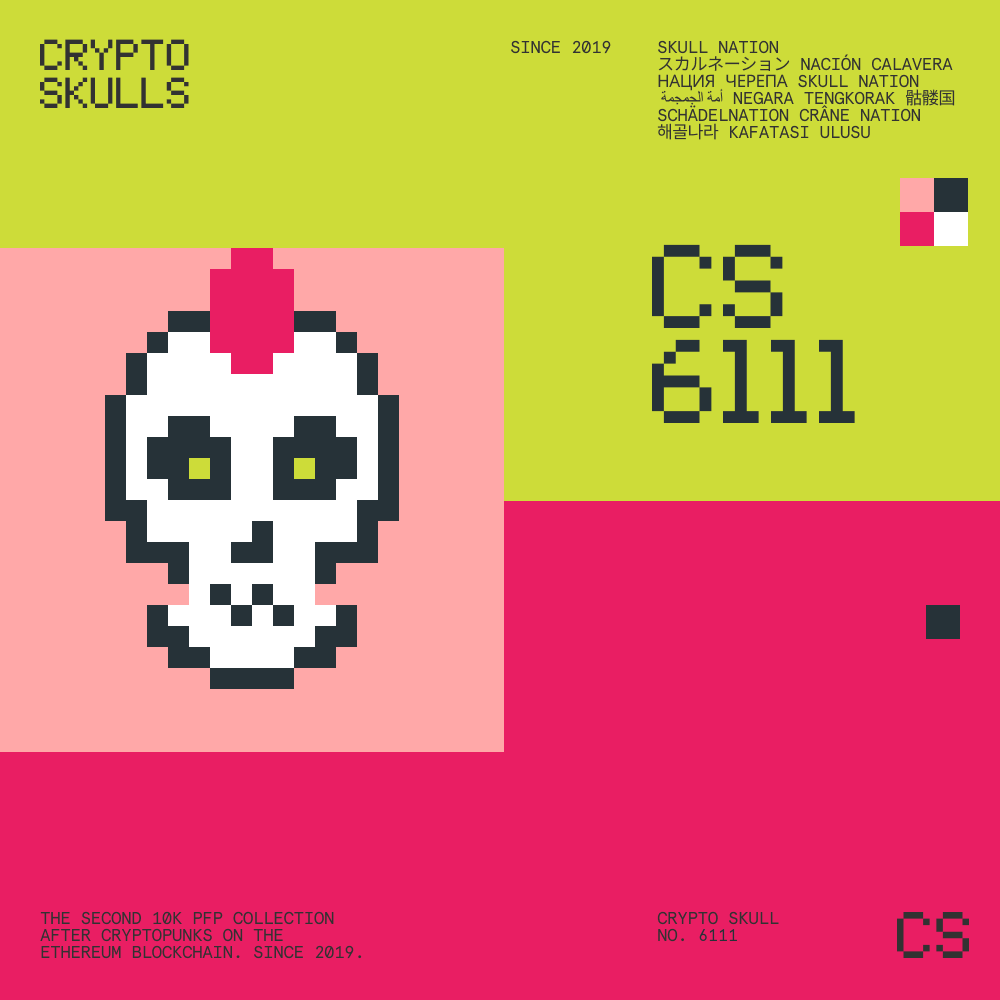 CRYPTO
SKULLS
SINCE 2019
SKULL NATION
スカルネーション NACIÓN CALAVERA
НАЦИЯ ЧЕРЕПА SKULL NATION
أمة الجمجمة NEGARA TENGKORAK 骷髅国
SCHÄDELNATION CRÂNE NATION
해골나라 KAFATASI ULUSU
CS
6111
THE SECOND 10K PFP COLLECTION
AFTER CRYPTOPUNKS ON THE
ETHEREUM BLOCKCHAIN. SINCE 2019.
CRYPTO SKULL
NO. 6111
CS